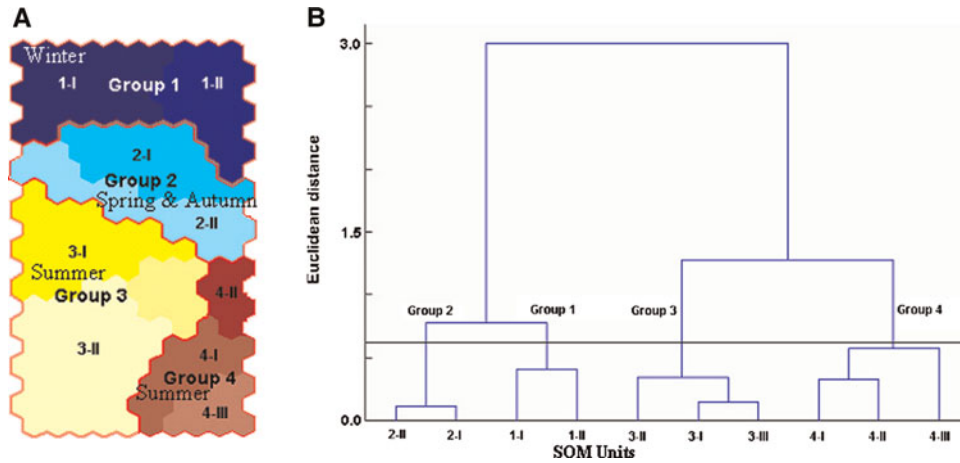 A
Winter
1-I Group 1 1-II
2-I
Group 2
Spring & Autumn
2-II
3-I
Summer
Group 3
4-II
3-II
4-I
Group 4
Summer
4-III
B
3.0
1.5
0.0
Euclidean distance
Group 2 Group 1 Group 3 Group 4
2-II 2-I 1-I 1-II 3-II 3-I 3-III 4-I 4-II 4-III
SOM Units